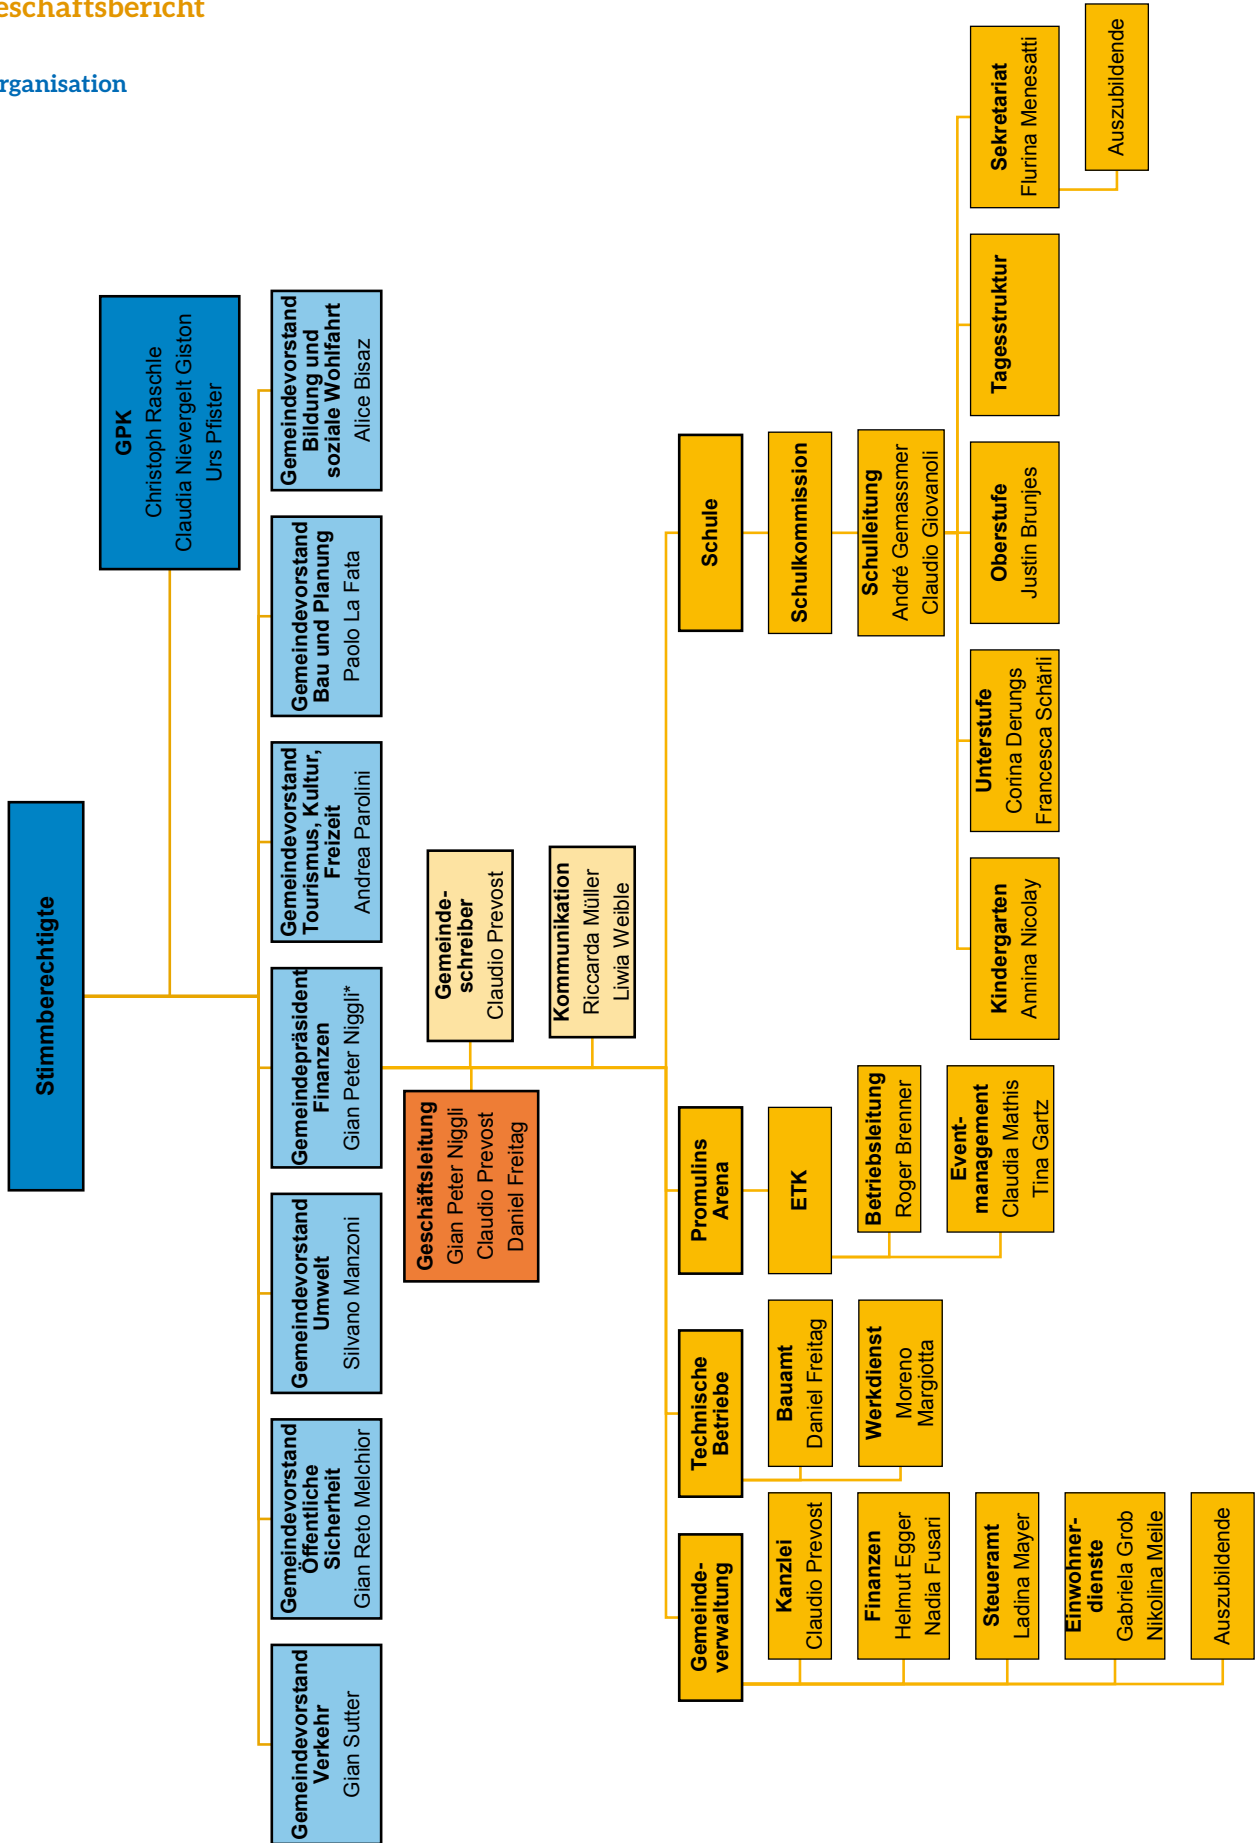 eschäftsbericht
rganisation
Stimmberechtigte
GPK
Christoph Raschle
Claudia Nievergelt Giston
Urs Pfister
Gemeindevorstand
Verkehr
Gian Sutter
Gemeindevorstand
Öffentliche
Sicherheit
Gian Reto Melchior
Gemeindevorstand
Umwelt
Silvano Manzoni
Gemeindepräsident
Finanzen
Gian Peter Niggli*
Gemeindevorstand
Tourismus, Kultur,
Freizeit
Andrea Parolini
Gemeindevorstand
Bau und Planung
Paolo La Fata
Gemeindevorstand
Bildung und
soziale Wohlfahrt
Alice Bisaz
Geschäftsleitung
Gian Peter Niggli
Claudio Prevost
Daniel Freitag
Gemeinde-
schreiber
Claudio Prevost
Kommunikation
Riccarda Müller
Liwia Weible
Gemeinde-
verwaltung
Kanzlei
Claudio Prevost
Finanzen
Helmut Egger
Nadia Fusari
Steueramt
Ladina Mayer
Einwohner-
dienste
Gabriela Grob
Nikolina Meile
Auszubildende
Technische
Betriebe
Bauamt
Daniel Freitag
Werkdienst
Moreno
Margiotta
Promulins
Arena
ETK
Betriebsleitung
Roger Brenner
Event-
management
Claudia Mathis
Tina Gartz
Schule
Schulkommission
Schulleitung
André Gemassmer
Claudio Giovanoli
Kindergarten
Annina Nicolay
Unterstufe
Corina Derungs
Francesca Schärli
Oberstufe
Justin Brunjes
Tagesstruktur
Sekretariat
Flurina Menesatti
Auszubildende